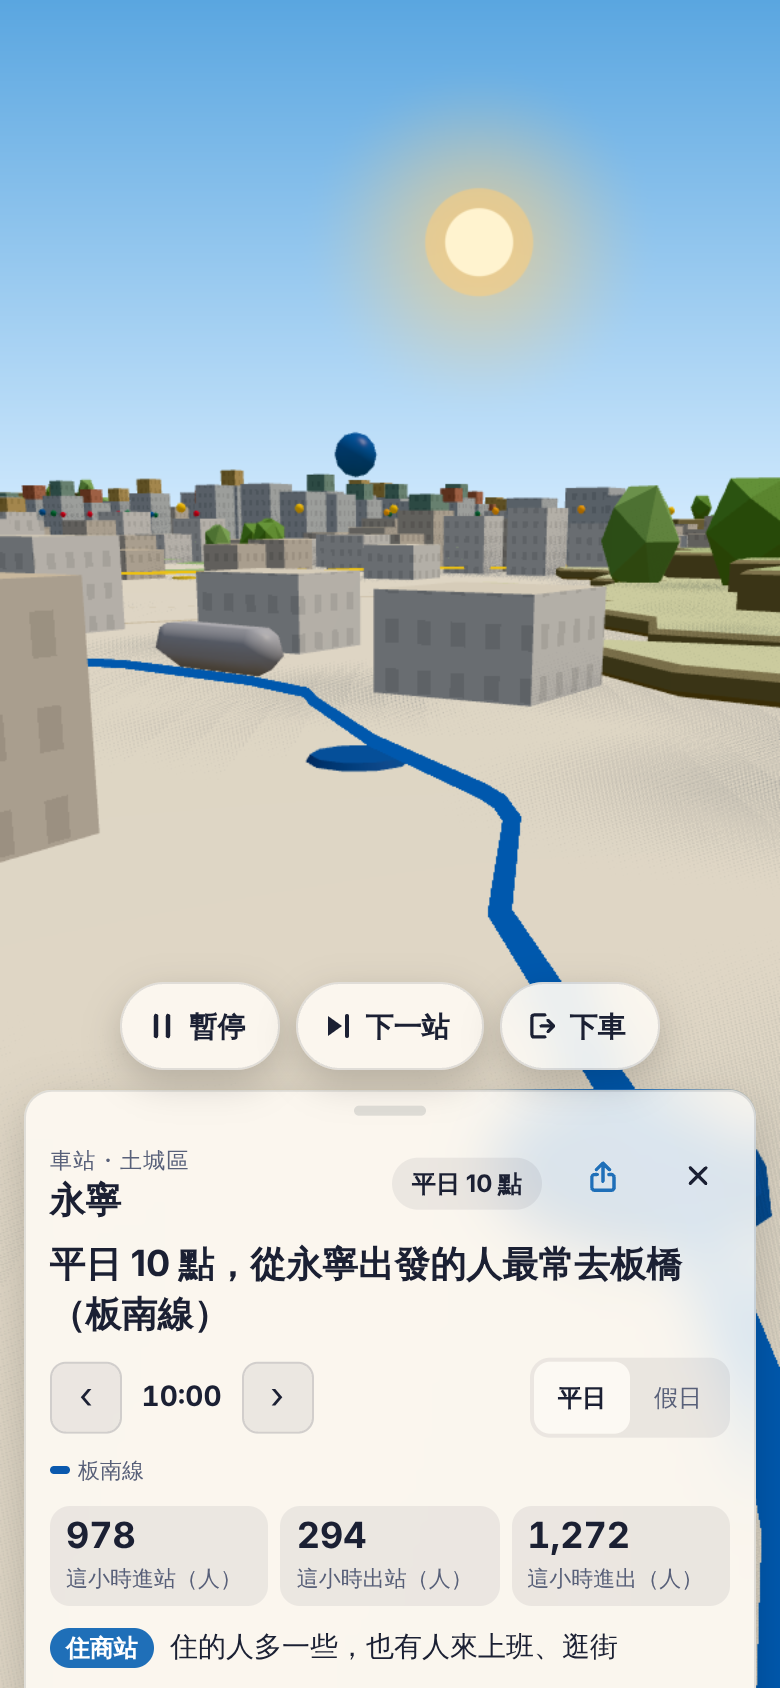 暫停
下一站
下車
車站・土城區
永寧
平日 10 點
平日 10 點，從永寧出發的人最常去板橋
（板南線）
‹ 10:00 ›
平日 假日
板南線
978 294 1,272
這小時進站（人） 這小時出站（人） 這小時進出（人）
住商站 住的人多一些，也有人來上班、逛街